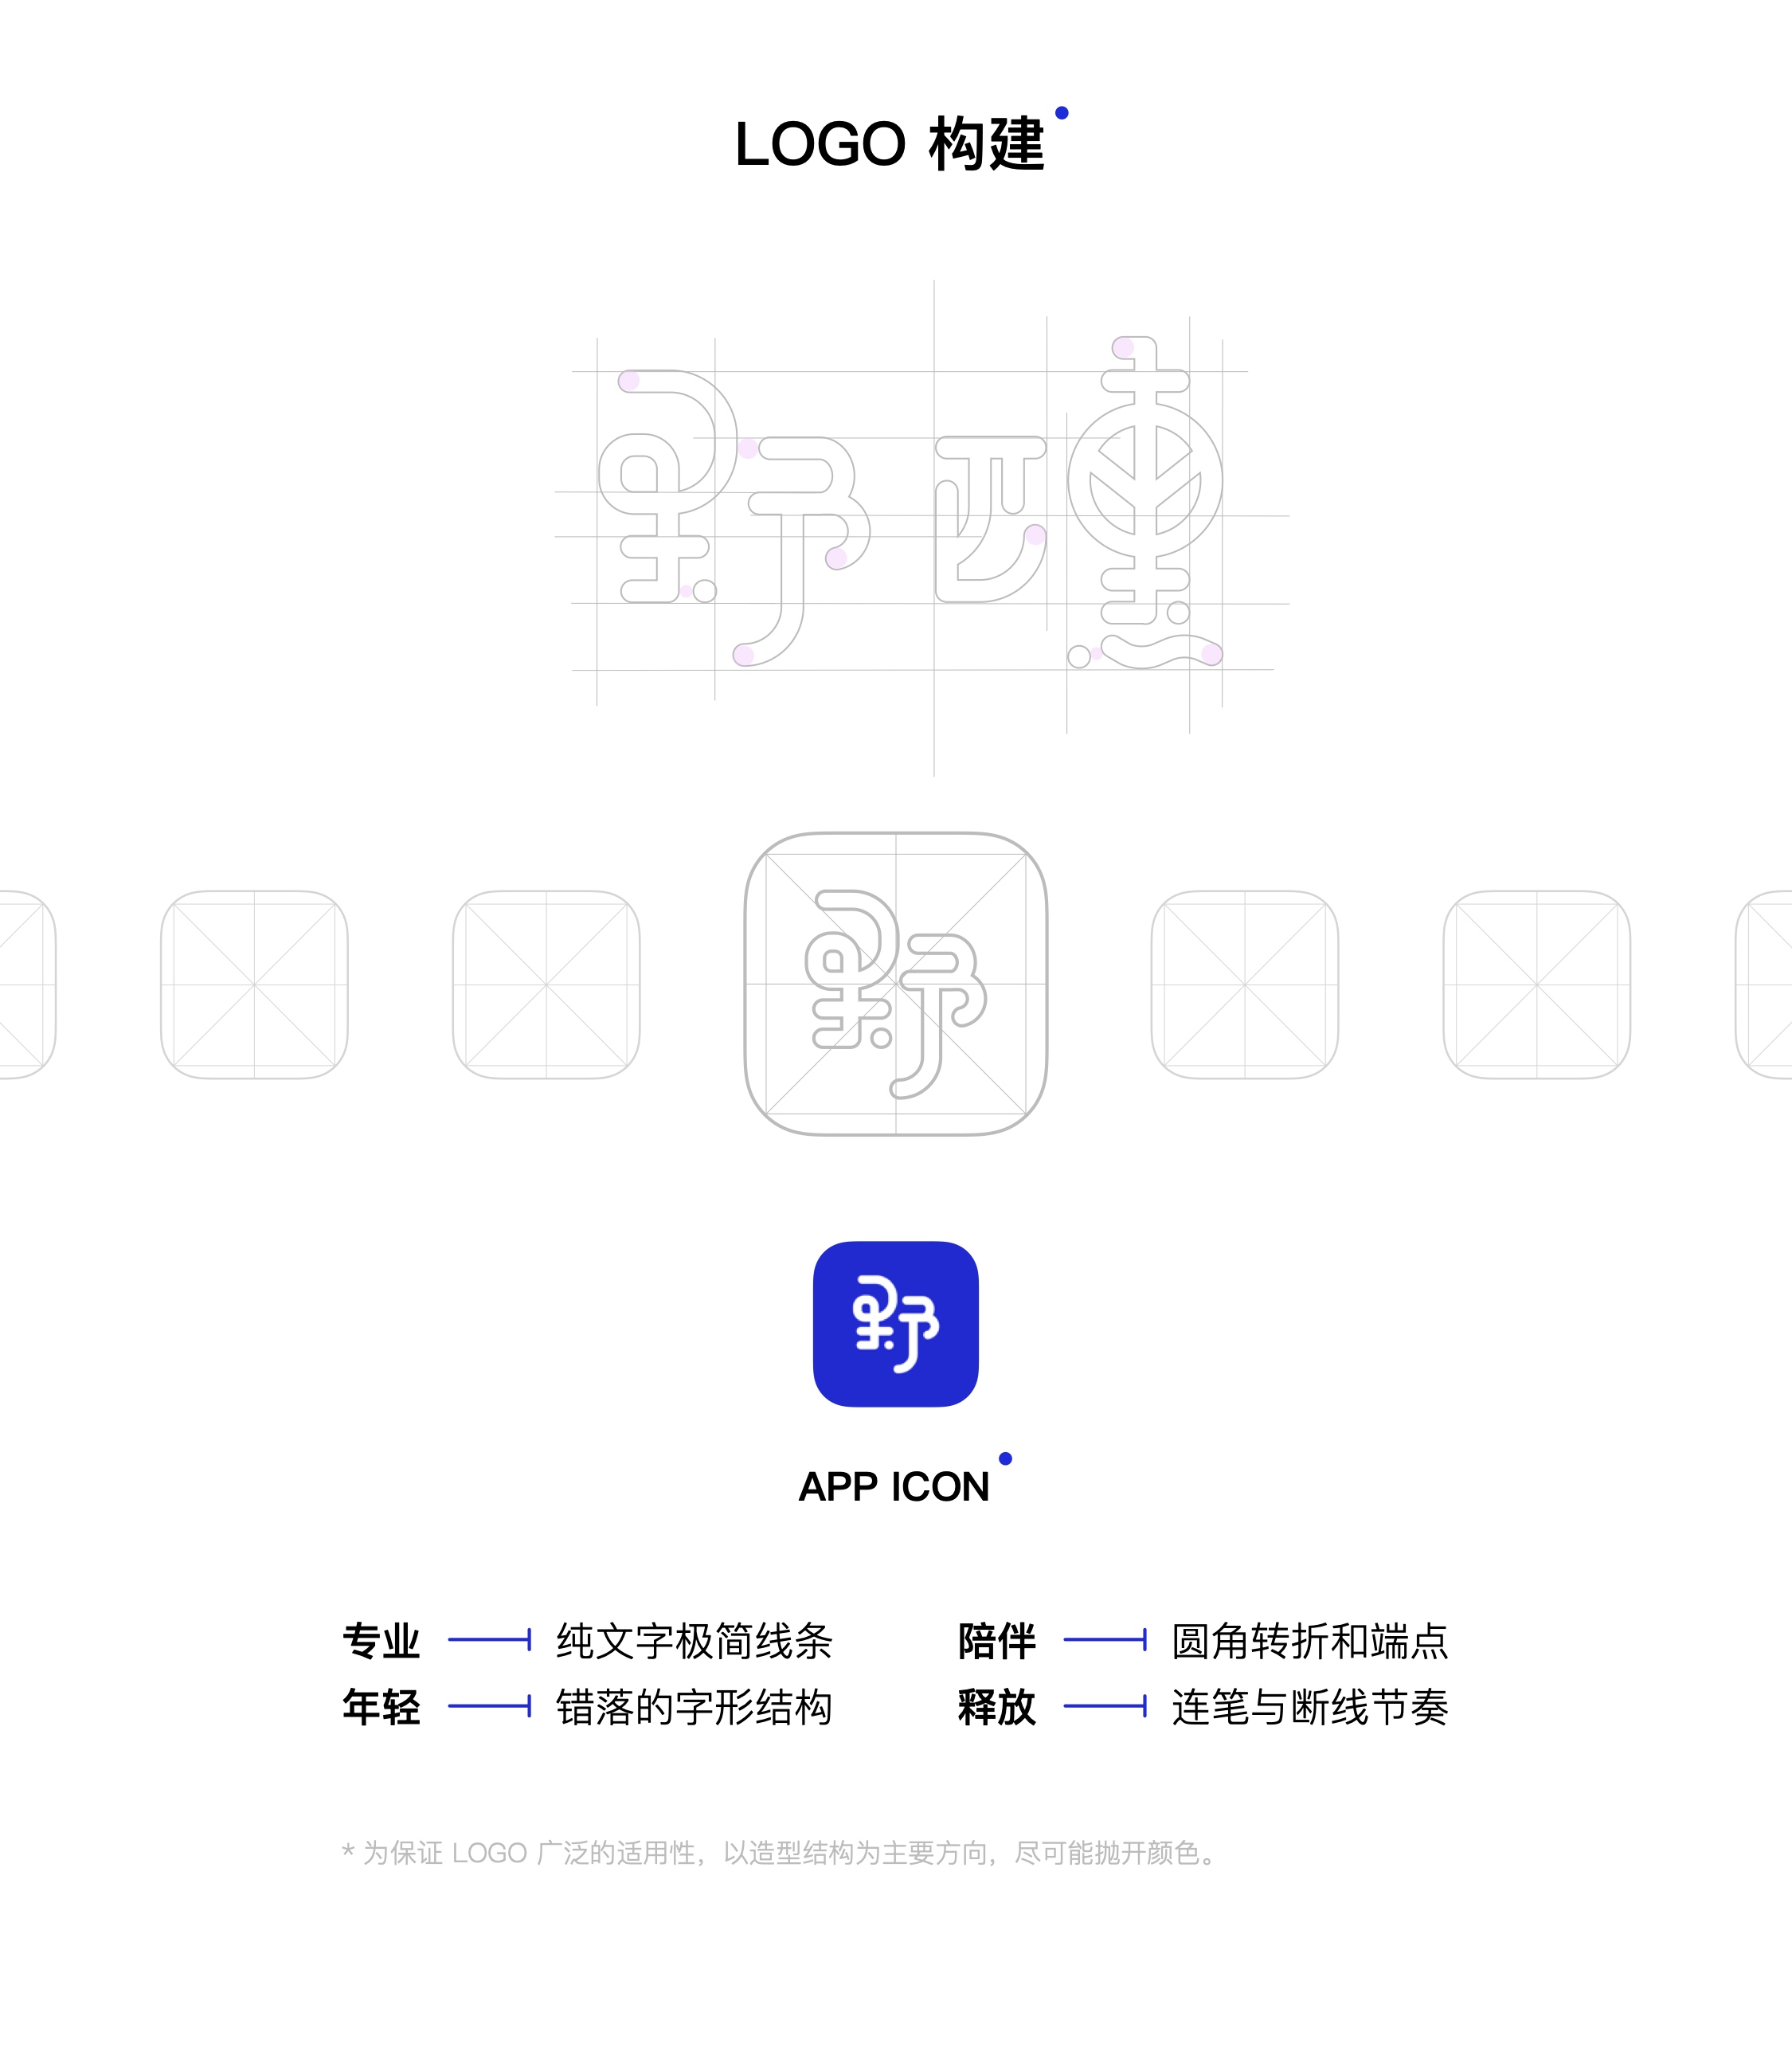 LOGO 构建
野
野
野
APP ICON
专业 纯文字极简线条 陪伴 圆角转折和端点
年轻 错落的字形结构 释放 连笔与断线节奏
* 为保证 LOGO 广泛的适用性，以造型结构为主要方向，尽可能抛开颜色。